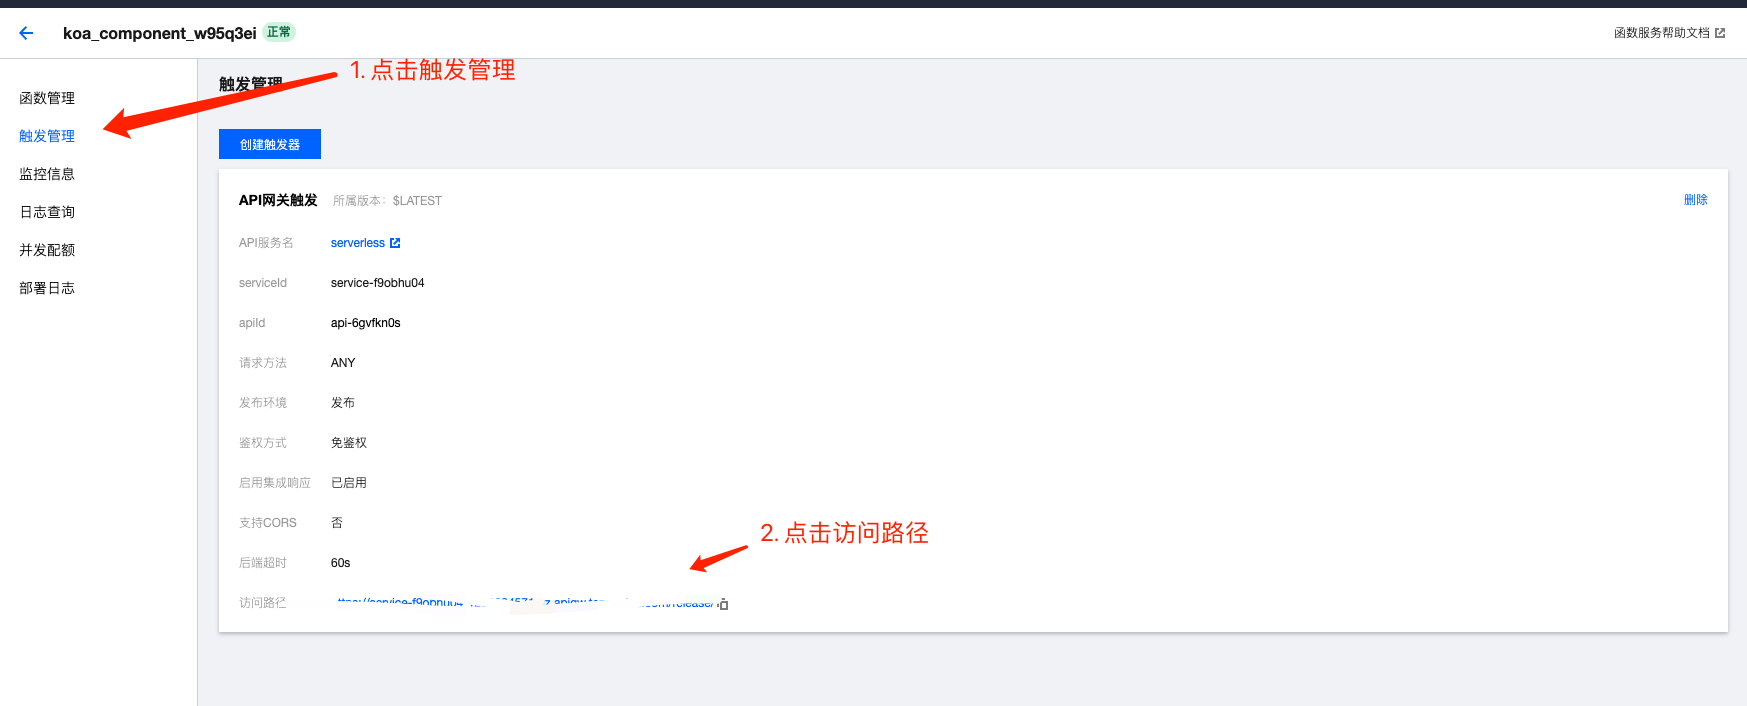 koa_component_w95q3ei 正常
函数服务帮助文档
1. 点击触发管理
触发管理
函数管理
触发管理
监控信息
日志查询
并发配额
部署日志
创建触发器
API网关触发 所属版本: $LATEST
删除
API服务名 serverless
serviceId service-f9obhu04
apiId api-6gvfkn0s
请求方法 ANY
发布环境 发布
鉴权方式 免鉴权
启用集成响应 已启用
支持CORS 否
2. 点击访问路径
后端超时 60s
访问路径